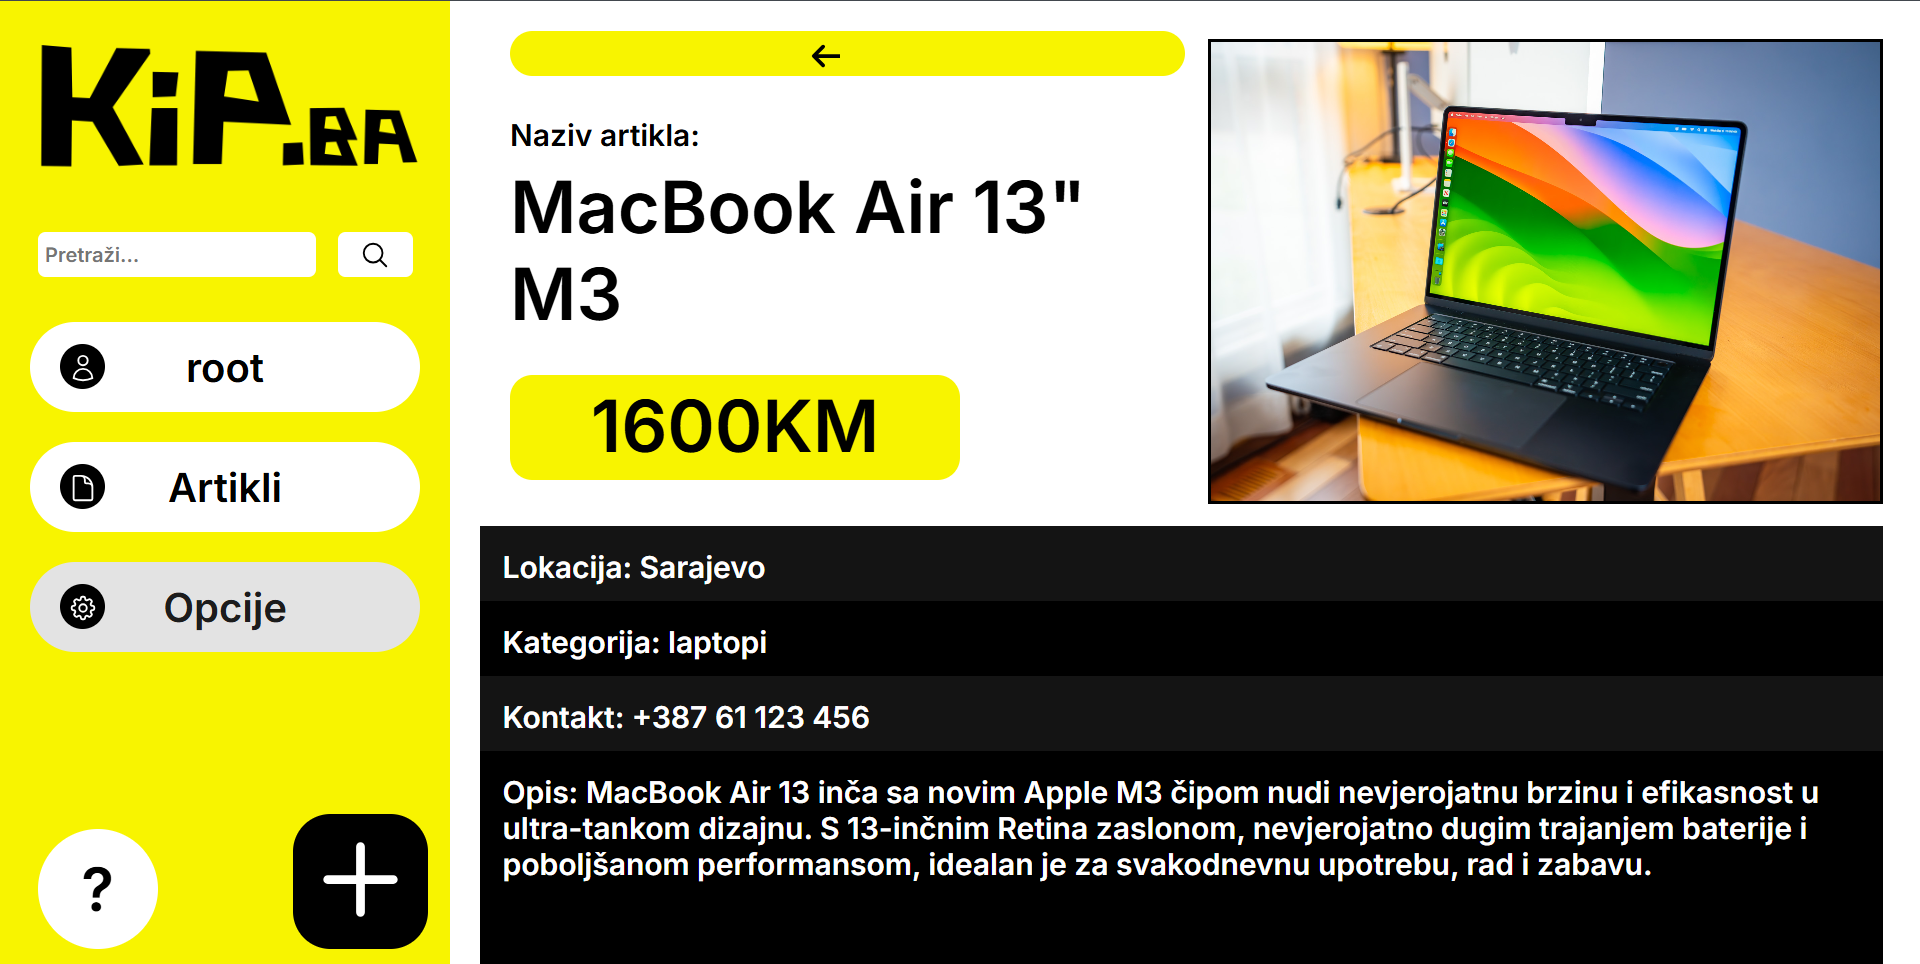 KiP.BA
Pretraži...
root
Artikli
Opcije
?
Naziv artikla:
MacBook Air 13"
M3
1600KM
Lokacija: Sarajevo
Kategorija: laptopi
Kontakt: +387 61 123 456
Opis: MacBook Air 13 inča sa novim Apple M3 čipom nudi nevjerojatnu brzinu i efikasnost u
ultra-tankom dizajnu. S 13-inčnim Retina zaslonom, nevjerojatno dugim trajanjem baterije i
poboljšanom performansom, idealan je za svakodnevnu upotrebu, rad i zabavu.